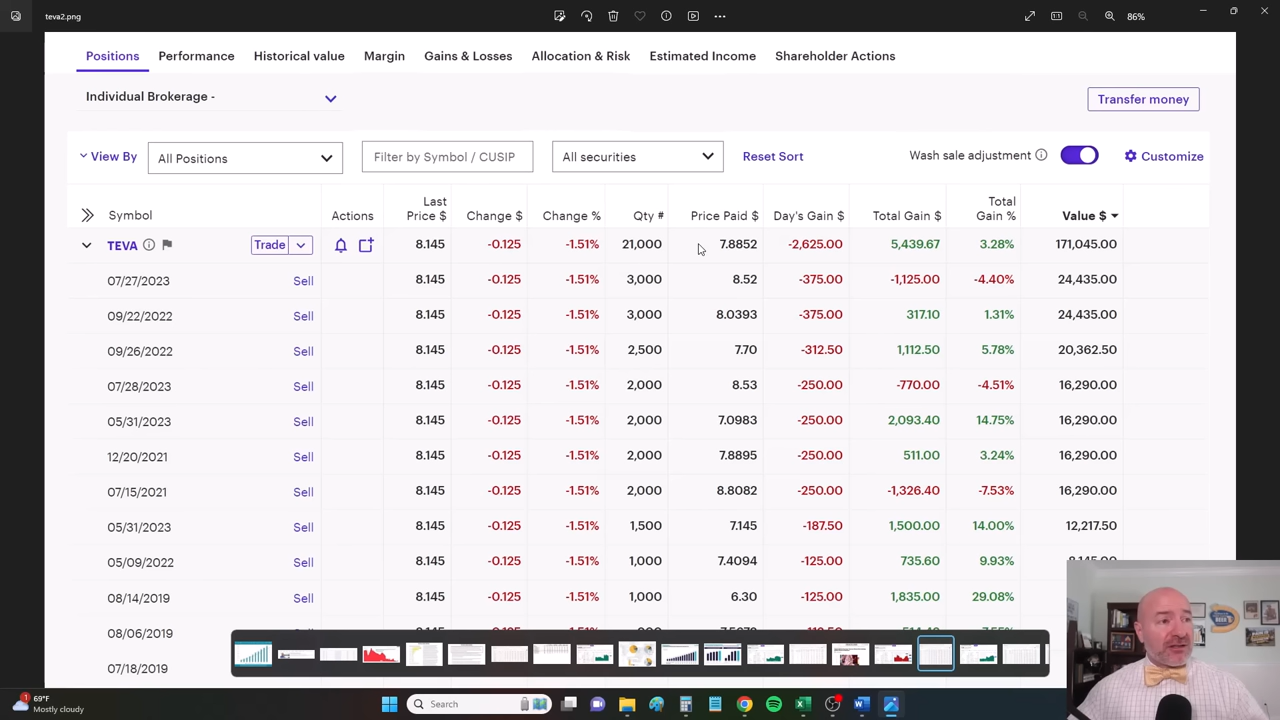 teva2.png
86%
Positions Performance Historical value Margin Gains & Losses Allocation & Risk Estimated Income Shareholder Actions
Individual Brokerage -
Transfer money
View By All Positions Filter by Symbol / CUSIP All securities Reset Sort Wash sale adjustment Customize
Symbol Actions Last Price $ Change $ Change % Qty # Price Paid $ Day's Gain $ Total Gain $ Total Gain % Value $
TEVA Trade 8.145 -0.125 -1.51% 21,000 7.8852 -2,625.00 5,439.67 3.28% 171,045.00
07/27/2023 Sell 8.145 -0.125 -1.51% 3,000 8.52 -375.00 -1,125.00 -4.40% 24,435.00
09/22/2022 Sell 8.145 -0.125 -1.51% 3,000 8.0393 -375.00 317.10 1.31% 24,435.00
09/26/2022 Sell 8.145 -0.125 -1.51% 2,500 7.70 -312.50 1,112.50 5.78% 20,362.50
07/28/2023 Sell 8.145 -0.125 -1.51% 2,000 8.53 -250.00 -770.00 -4.51% 16,290.00
05/31/2023 Sell 8.145 -0.125 -1.51% 2,000 7.0983 -250.00 2,093.40 14.75% 16,290.00
12/20/2021 Sell 8.145 -0.125 -1.51% 2,000 7.8895 -250.00 511.00 3.24% 16,290.00
07/15/2021 Sell 8.145 -0.125 -1.51% 2,000 8.8082 -250.00 -1,326.40 -7.53% 16,290.00
05/31/2023 Sell 8.145 -0.125 -1.51% 1,500 7.145 -187.50 1,500.00 14.00% 12,217.50
05/09/2022 Sell 8.145 -0.125 -1.51% 1,000 7.4094 -125.00 735.60 9.93%
08/14/2019 Sell 8.145 -0.125 -1.51% 1,000 6.30 -125.00 1,835.00 29.08%
08/06/2019
07/18/2019
69°F
Mostly cloudy
Search